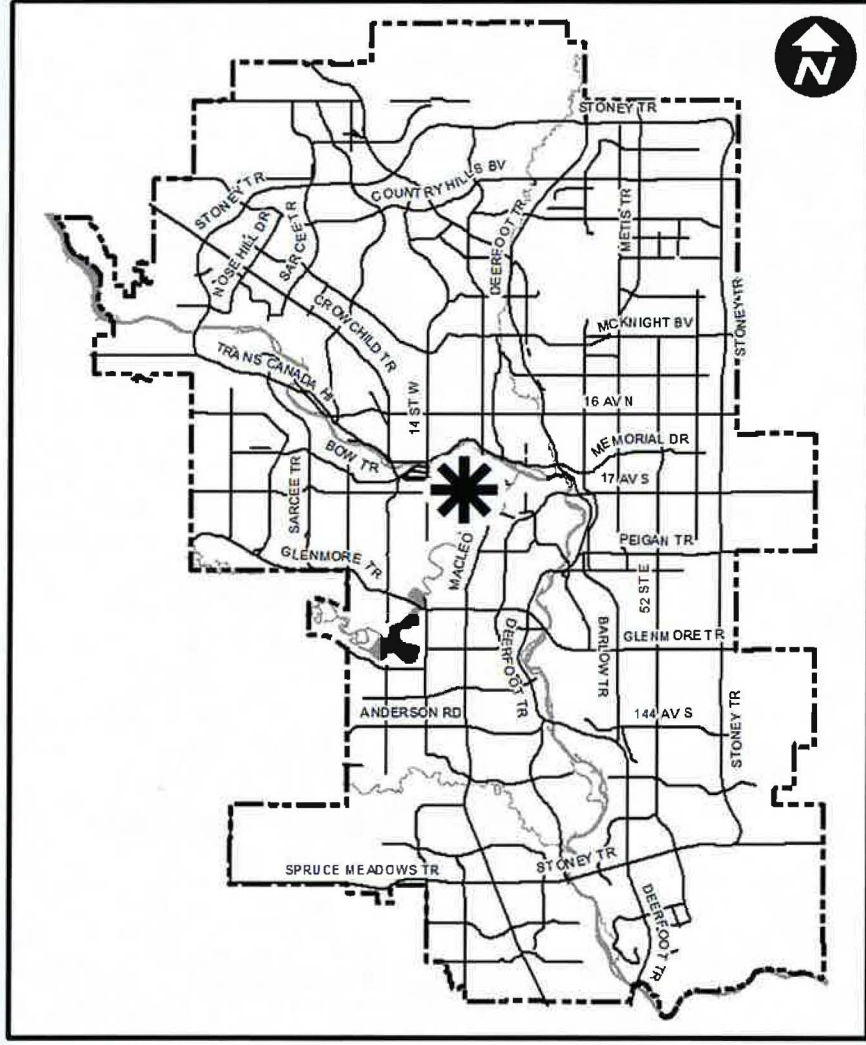 N
STONEY TR
COUNTRY HILLS BV
STONEY TR
METIS TR
DEERFOOT TR
SARCEE TR
NOSEHILL DR
STONEY TR
CROWCHILD TR
MCKNIGHT BV
TRANS CANADA HI
14 ST W
16 AV N
MEMORIAL DR
BOW TR
17 AV S
SARCEE TR
PEIGAN TR
GLENMORE TR
MACLEO
52 ST E
BARLOW TR
GLENMORE TR
DEERFOOT TR
ANDERSON RD
144 AV S
STONEY TR
STONEY TR
SPRUCE MEADOWS TR
DEERFOOT TR